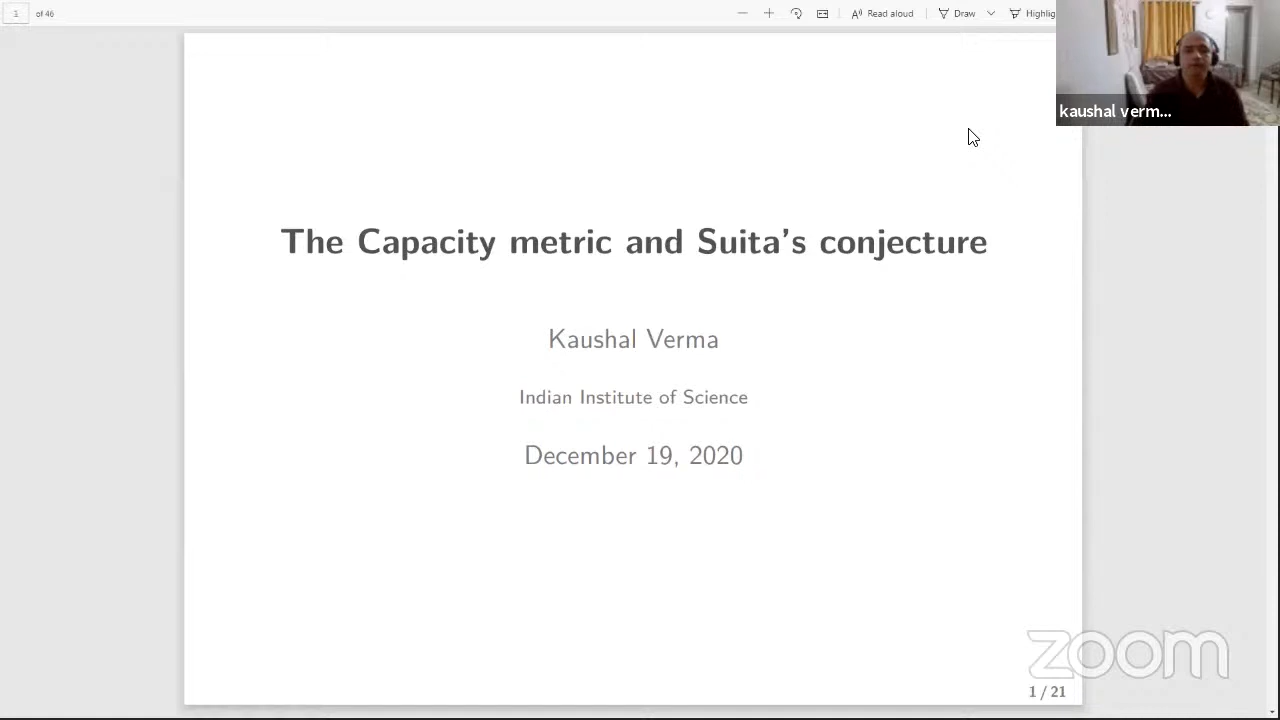 1 of 46
Read aloud
Draw
Highlig
kaushal verm...
The Capacity metric and Suita's conjecture
Kaushal Verma
Indian Institute of Science
December 19, 2020
zoom
1 / 21